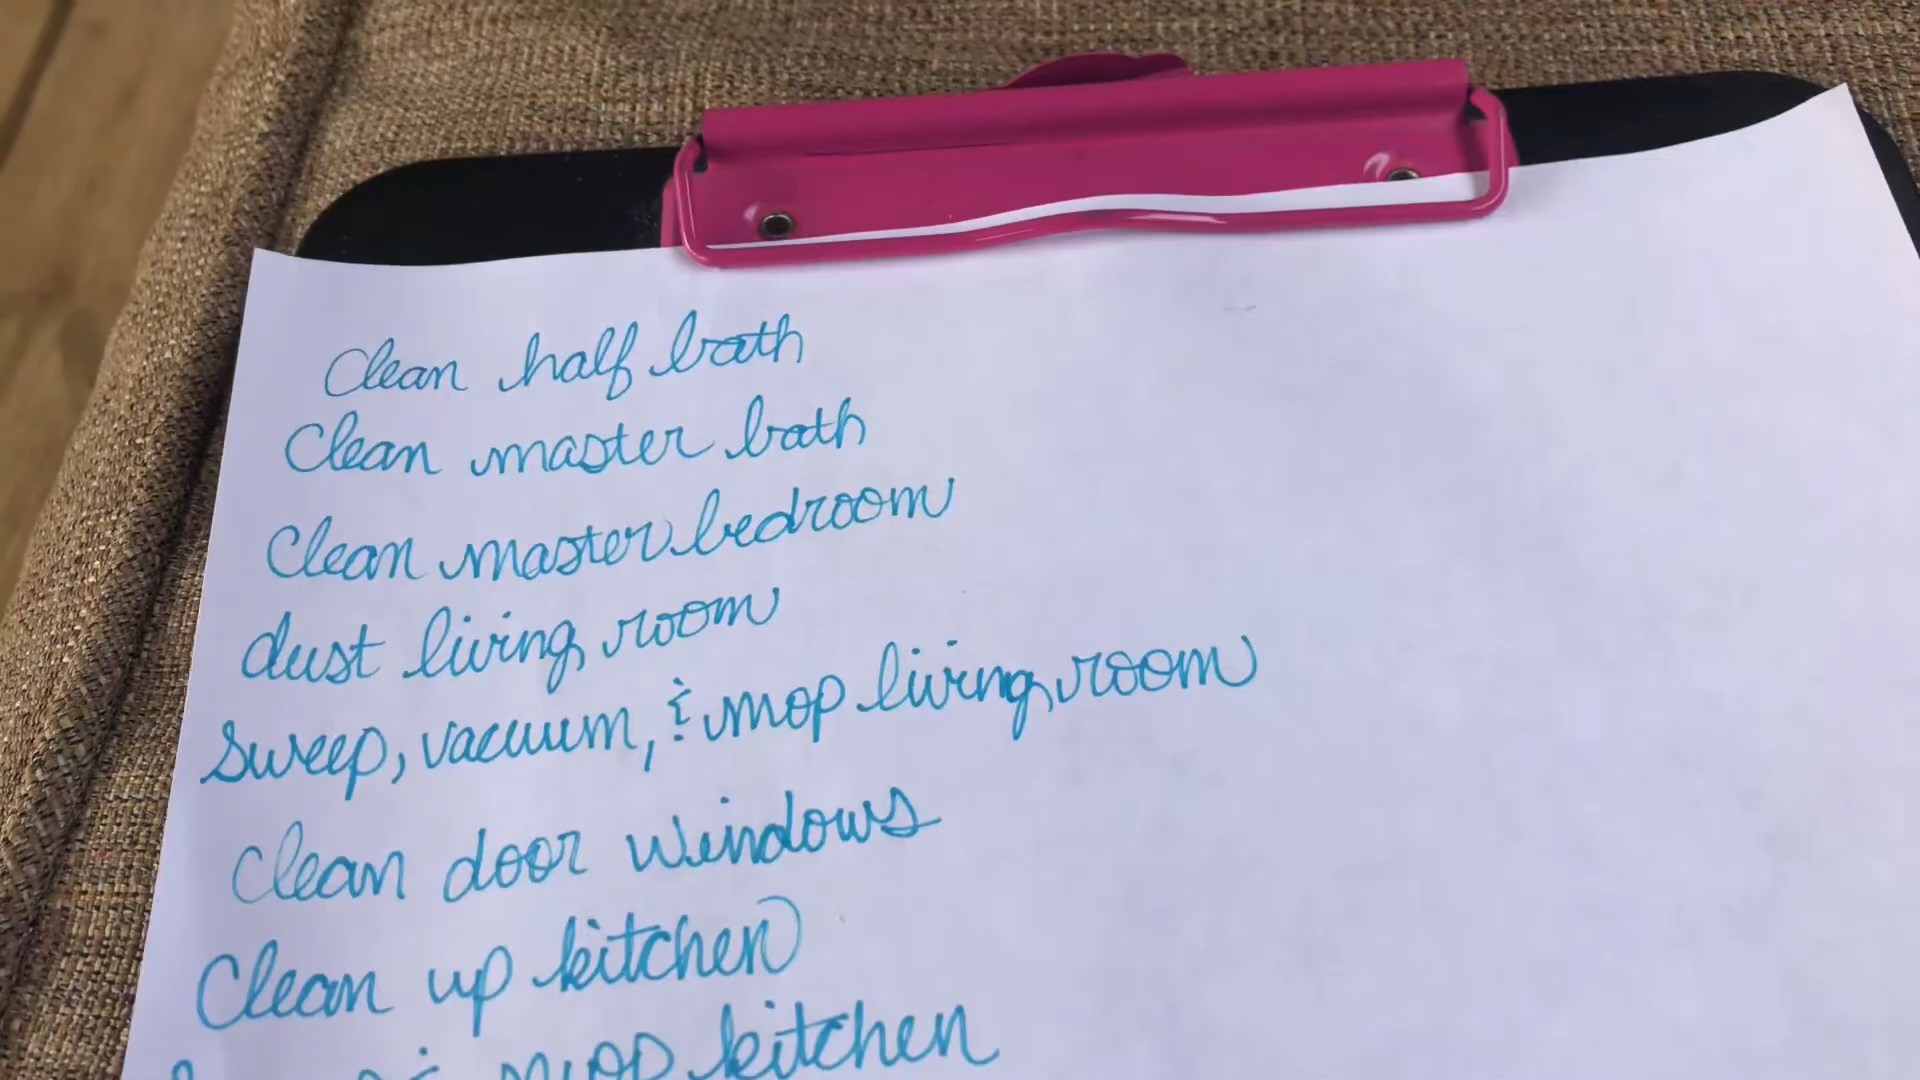 Clean half bath
Clean master bath
Clean master bedroom
dust living room
Sweep, vacuum, & mop living room
Clean door windows
Clean up kitchen
& mop kitchen